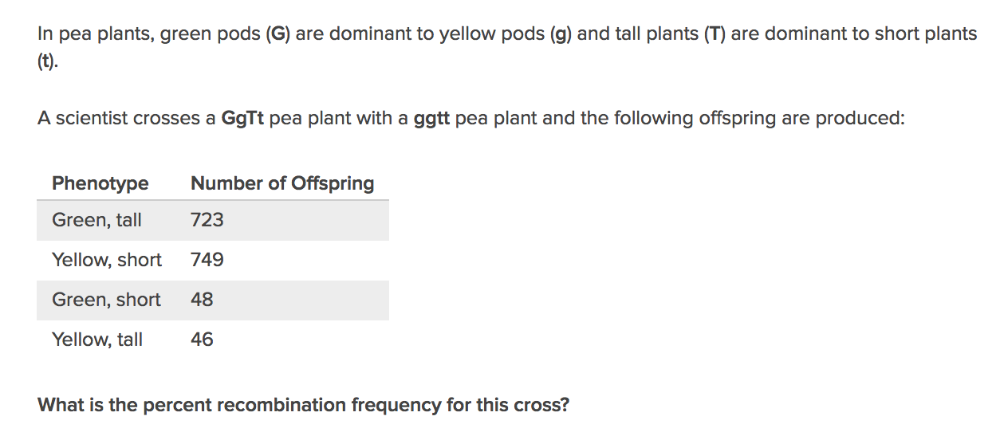 In pea plants, green pods (G) are dominant to yellow pods (g) and tall plants (T) are dominant to short plants
(t).
A scientist crosses a GgTt pea plant with a ggtt pea plant and the following offspring are produced:
Phenotype Number of Offspring
Green, tall 723
Yellow, short 749
Green, short 48
Yellow, tall 46
What is the percent recombination frequency for this cross?